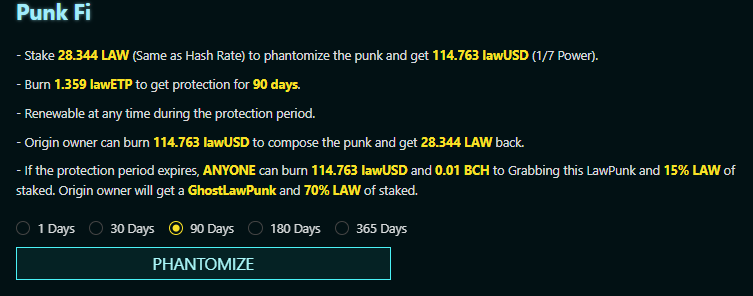 Punk Fi
- Stake 28.344 LAW (Same as Hash Rate) to phantomize the punk and get 114.763 lawUSD (1/7 Power).
- Burn 1.359 lawETP to get protection for 90 days.
- Renewable at any time during the protection period.
- Origin owner can burn 114.763 lawUSD to compose the punk and get 28.344 LAW back.
- If the protection period expires, ANYONE can burn 114.763 lawUSD and 0.01 BCH to Grabbing this LawPunk and 15% LAW of
staked. Origin owner will get a GhostLawPunk and 70% LAW of staked.
1 Days 30 Days 90 Days 180 Days 365 Days
PHANTOMIZE